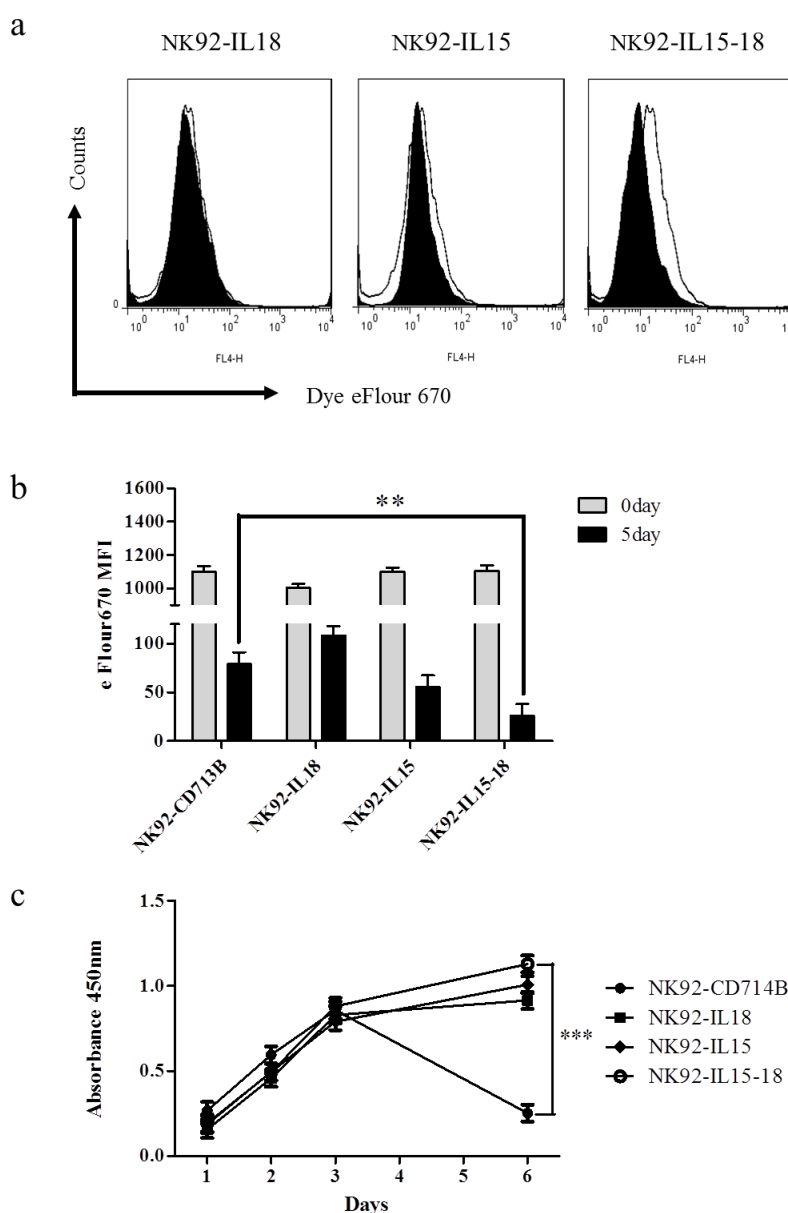 a
NK92-IL18
NK92-IL15
NK92-IL15-18
Counts
0
10^0 10^1 10^2 10^3 10^4
FL4-H
10^0 10^1 10^2 10^3 10^4
FL4-H
10^0 10^1 10^2 10^3
FL4-H
Dye eFlour 670
b
e Flour670 MFI
1600
1400
1200
1000
100
50
0
**
0day
5day
NK92-CD713B
NK92-IL18
NK92-IL15
NK92-IL15-18
c
Absorbance 450nm
1.5
1.0
0.5
0.0
1 2 3 4 5 6
Days
***
NK92-CD714B
NK92-IL18
NK92-IL15
NK92-IL15-18